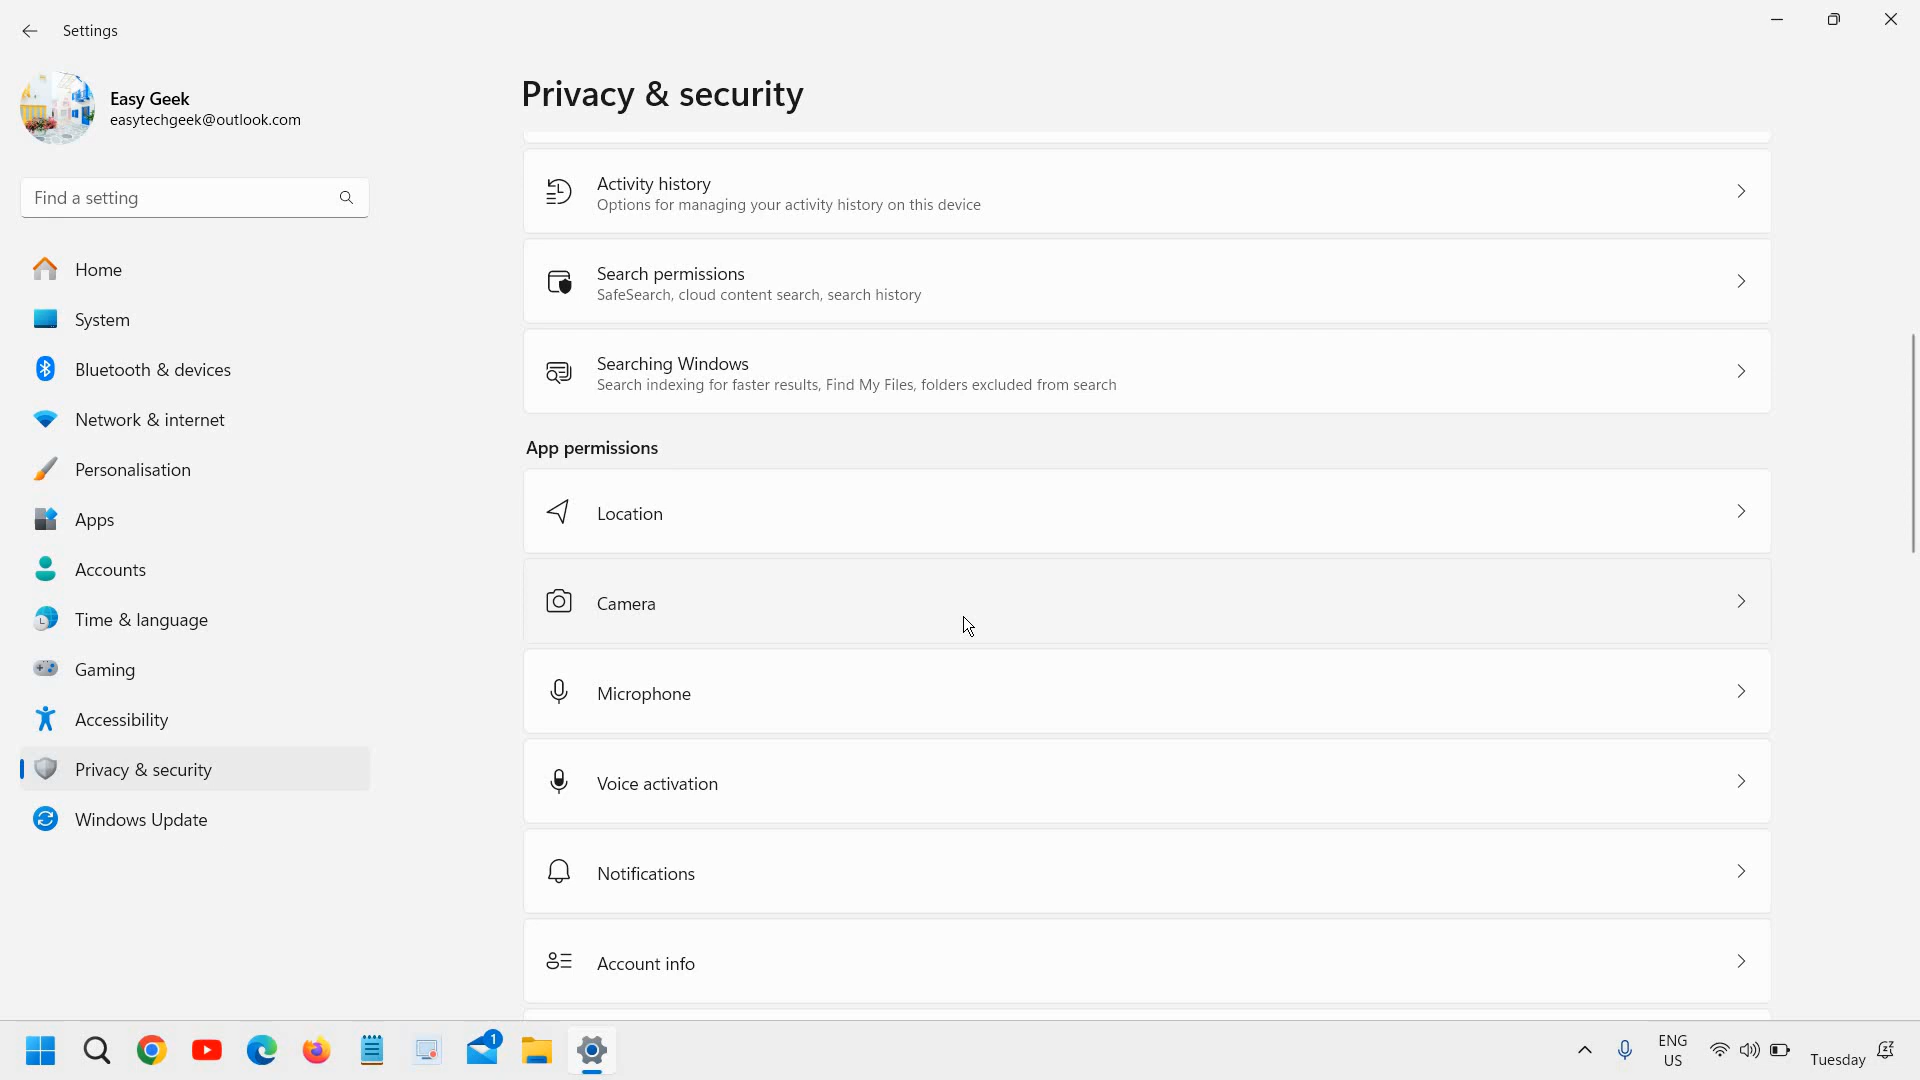 Settings
Easy Geek
easytechgeek@outlook.com
Find a setting
Home
System
Bluetooth & devices
Network & internet
Personalisation
Apps
Accounts
Time & language
Gaming
Accessibility
Privacy & security
Windows Update
Privacy & security
Activity history
Options for managing your activity history on this device
Search permissions
SafeSearch, cloud content search, search history
Searching Windows
Search indexing for faster results, Find My Files, folders excluded from search
App permissions
Location
Camera
Microphone
Voice activation
Notifications
Account info
1
ENG
US
Tuesday